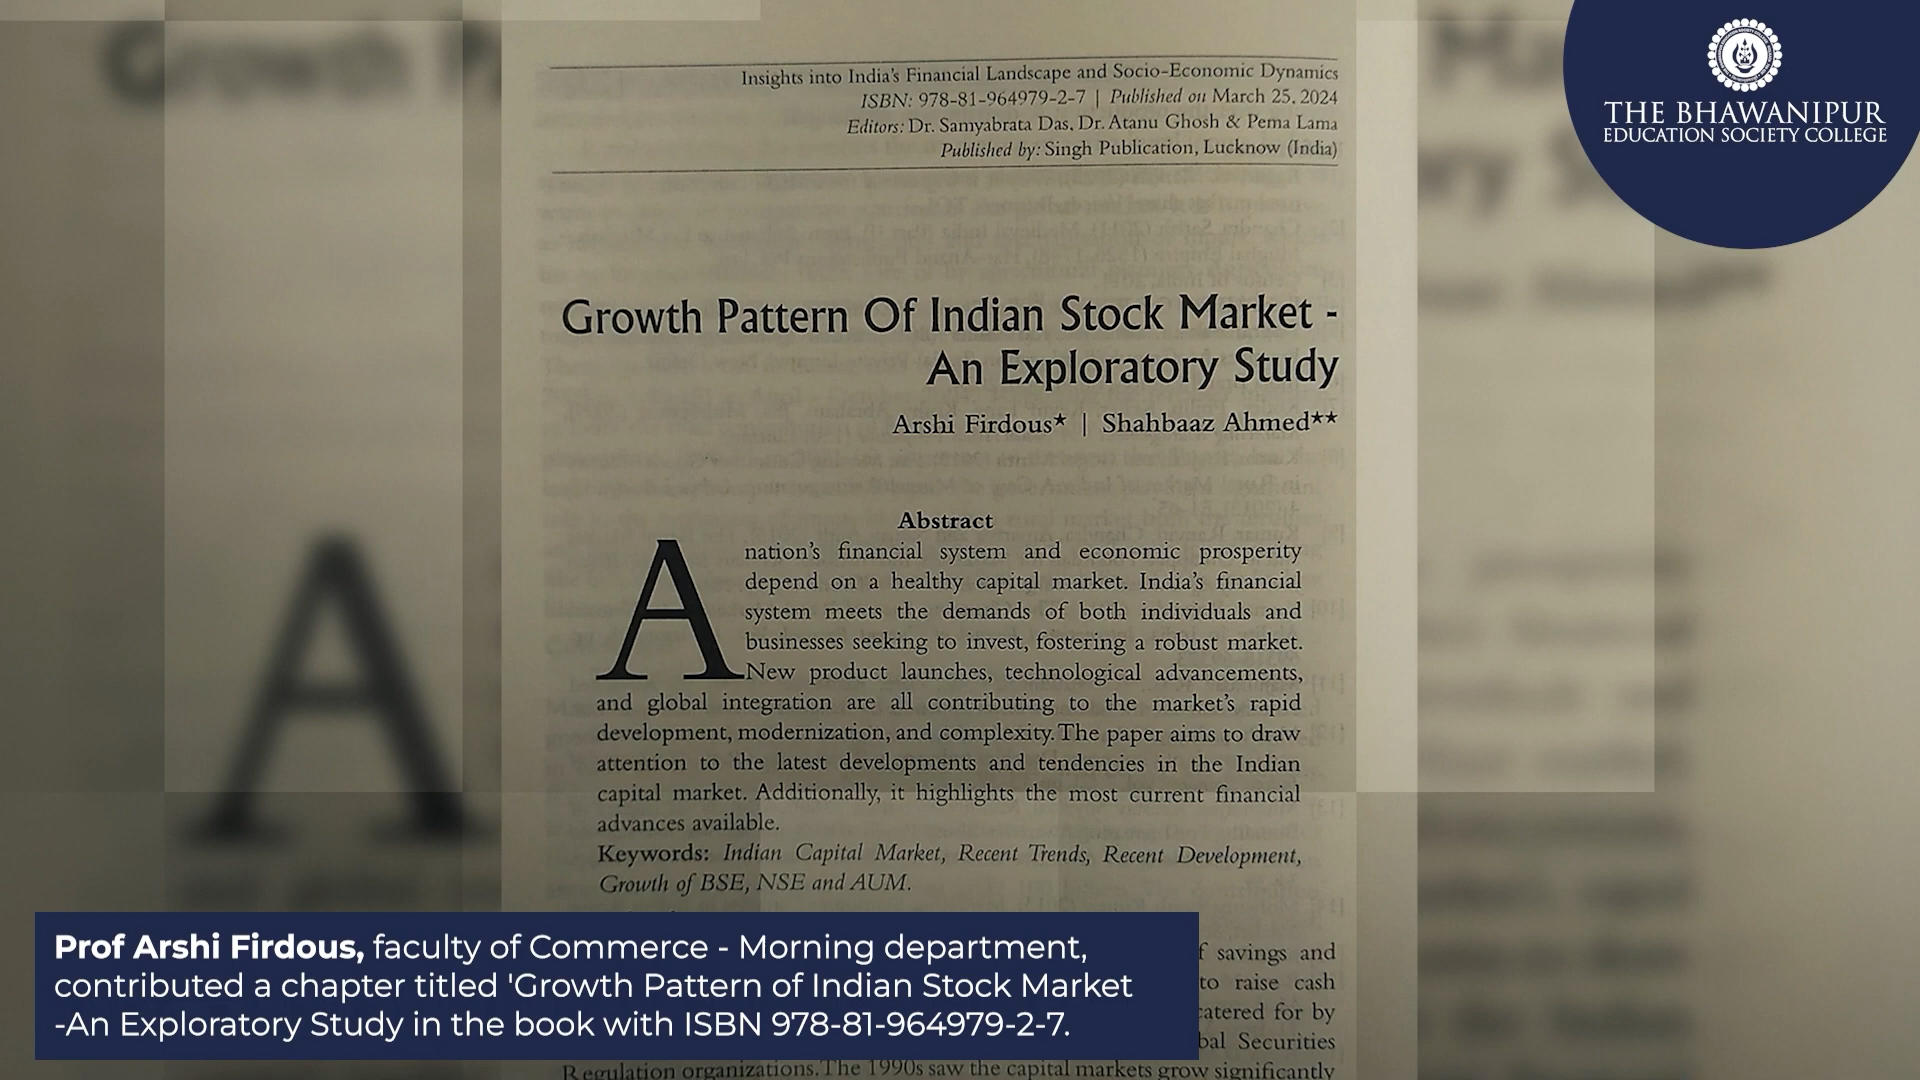 Insights into India's Financial Landscape and Socio-Economic Dynamics
ISBN: 978-81-964979-2-7 | Published on March 25, 2024
Editors: Dr. Samyabrata Das, Dr. Atanu Ghosh & Pema Lama
Published by: Singh Publication, Lucknow (India)
THE BHAWANIPUR
EDUCATION SOCIETY COLLEGE
Growth Pattern Of Indian Stock Market -
An Exploratory Study
Arshi Firdous★ | Shahbaaz Ahmed★★
Abstract
A nation's financial system and economic prosperity
depend on a healthy capital market. India's financial
system meets the demands of both individuals and
businesses seeking to invest, fostering a robust market.
New product launches, technological advancements,
and global integration are all contributing to the market's rapid
development, modernization, and complexity. The paper aims to draw
attention to the latest developments and tendencies in the Indian
capital market. Additionally, it highlights the most current financial
advances available.
Keywords: Indian Capital Market, Recent Trends, Recent Development,
Growth of BSE, NSE and AUM.
savings and
to raise cash
for by
Securities
Regulation organizations. The 1990s saw the capital markets grow significantly
Prof Arshi Firdous, faculty of Commerce - Morning department,
contributed a chapter titled 'Growth Pattern of Indian Stock Market
-An Exploratory Study in the book with ISBN 978-81-964979-2-7.